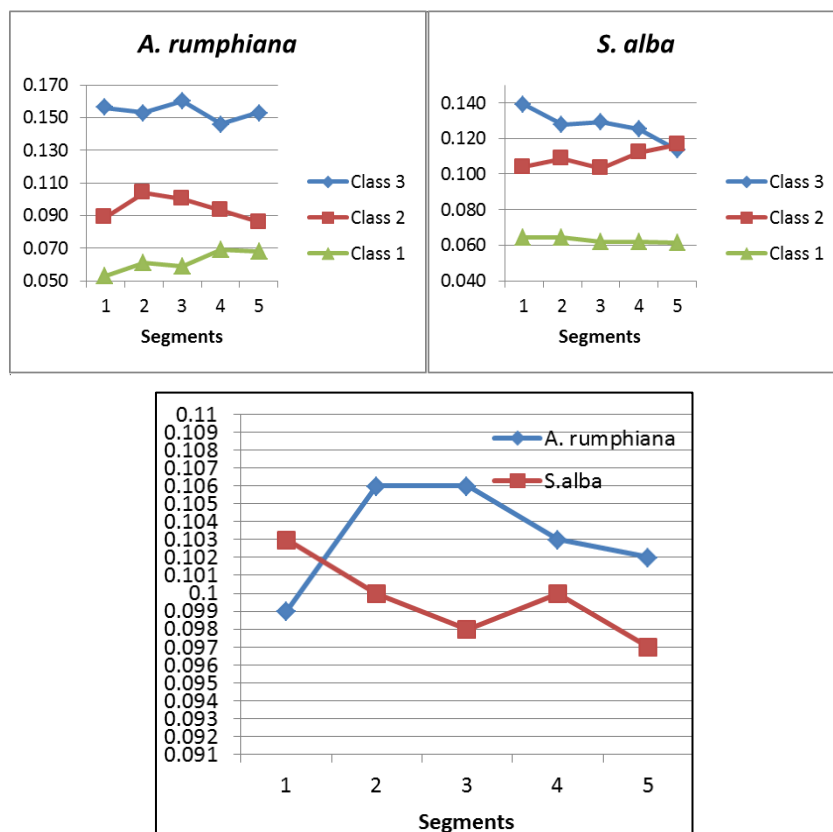 A. rumphiana
0.170
0.150
0.130
0.110
0.090
0.070
0.050
Class 3
Class 2
Class 1
1 2 3 4 5
Segments
S. alba
0.140
0.120
0.100
0.080
0.060
0.040
Class 3
Class 2
Class 1
1 2 3 4 5
Segments
0.11
0.109
0.108
0.107
0.106
0.105
0.104
0.103
0.102
0.101
0.1
0.099
0.098
0.097
0.096
0.095
0.094
0.093
0.092
0.091
A. rumphiana
S.alba
1 2 3 4 5
Segments